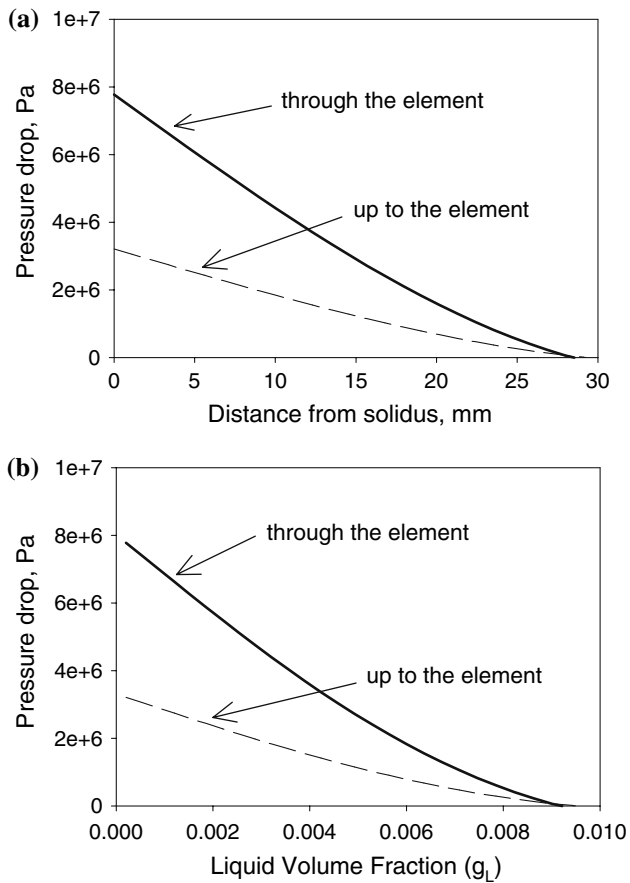 (a)
1e+7
8e+6
6e+6
4e+6
2e+6
0
Pressure drop, Pa
through the element
up to the element
0 5 10 15 20 25 30
Distance from solidus, mm
(b)
1e+7
8e+6
6e+6
4e+6
2e+6
0
Pressure drop, Pa
through the element
up to the element
0.000 0.002 0.004 0.006 0.008 0.010
Liquid Volume Fraction (gL)